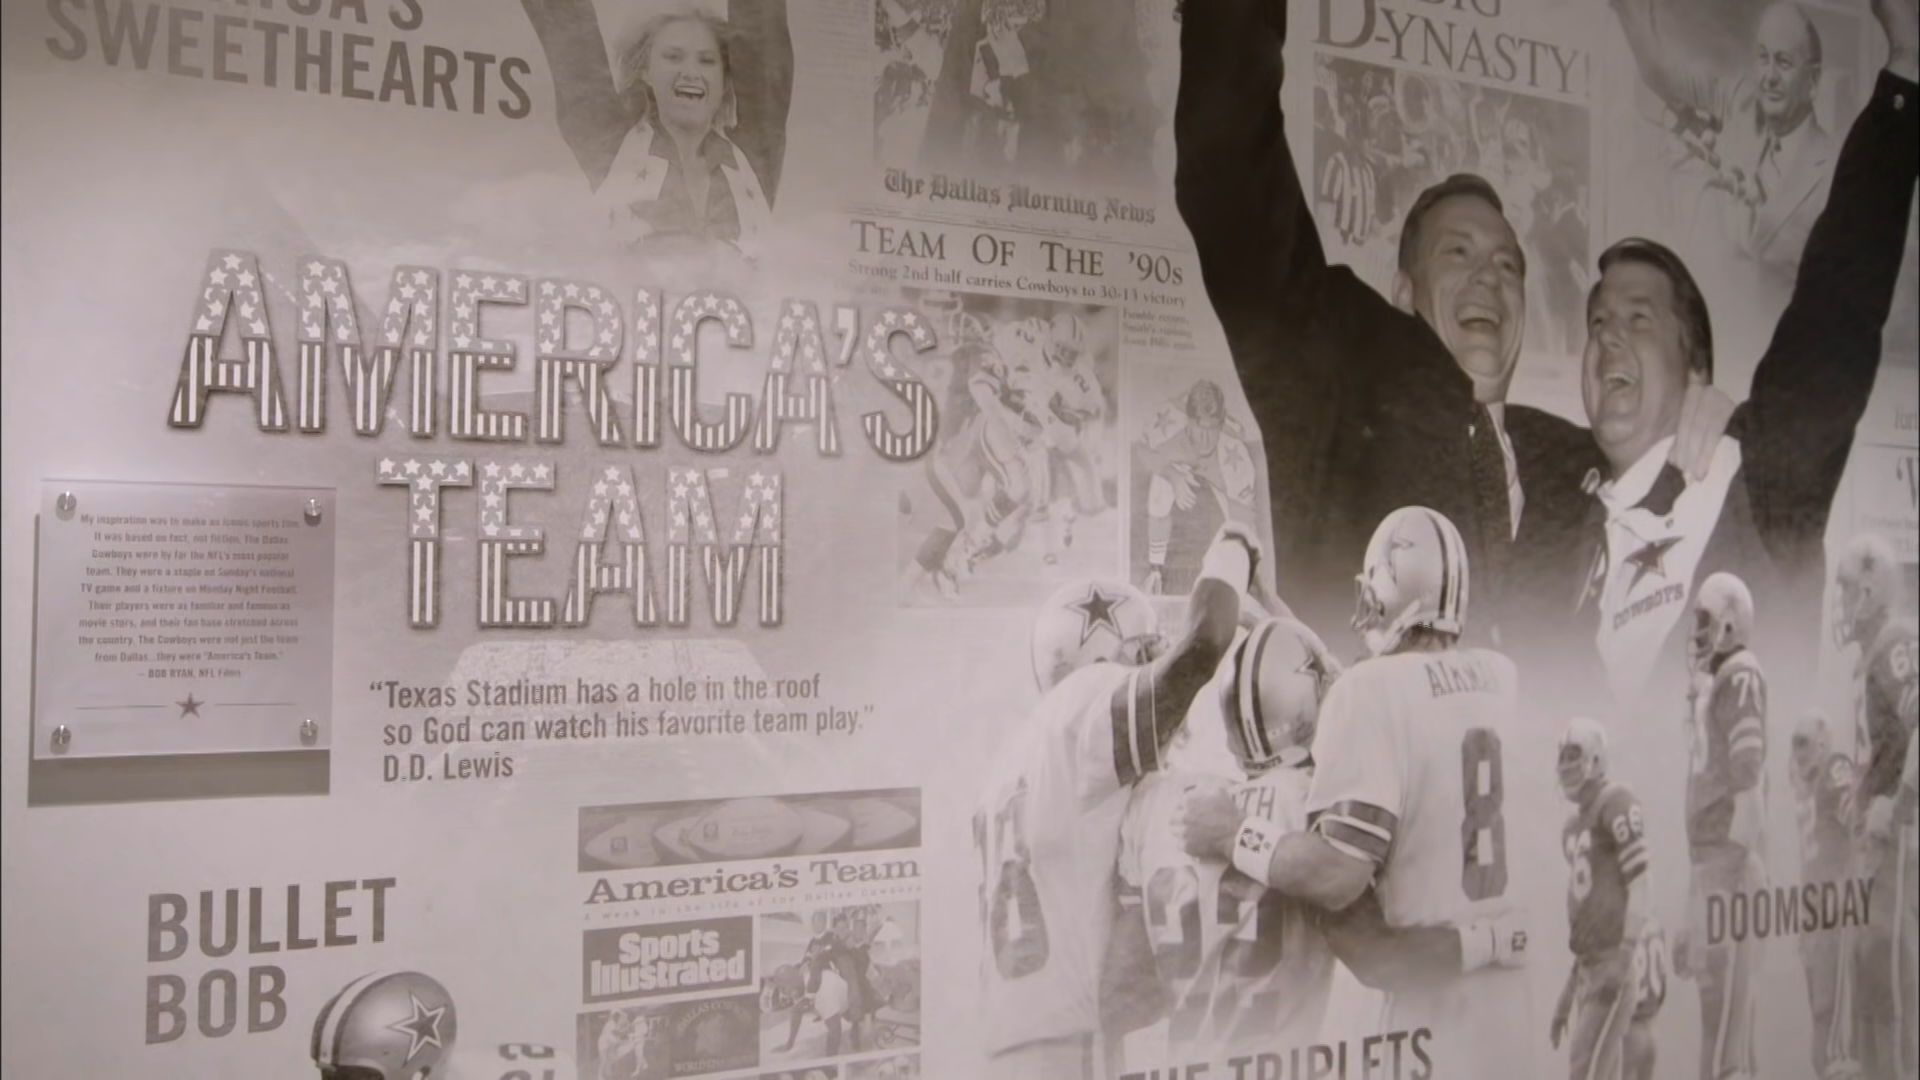 SWEETHEARTS
DYNASTY!
The Dallas Morning News
TEAM OF THE '90s
Strong 2nd half carries Cowboys to 30-13 victory
AMERICA'S
TEAM
My inspiration was to make an iconic sports film.
It was based on fact, not fiction. The Dallas
Cowboys were by far the NFL's most popular
team. They were a staple on Sunday's national
TV game and a fixture on Monday Night Football.
Their players were as familiar and famous as
movie stars, and their fan base stretched across
the country. The Cowboys were not just the team
from Dallas...they were "America's Team."
– BOB RYAN, NFL Films
“Texas Stadium has a hole in the roof
so God can watch his favorite team play.”
D.D. Lewis
COWBOYS
8
71
66
DOOMSDAY
BULLET
BOB
America's Team
Sports
Illustrated
THE TRIPLETS